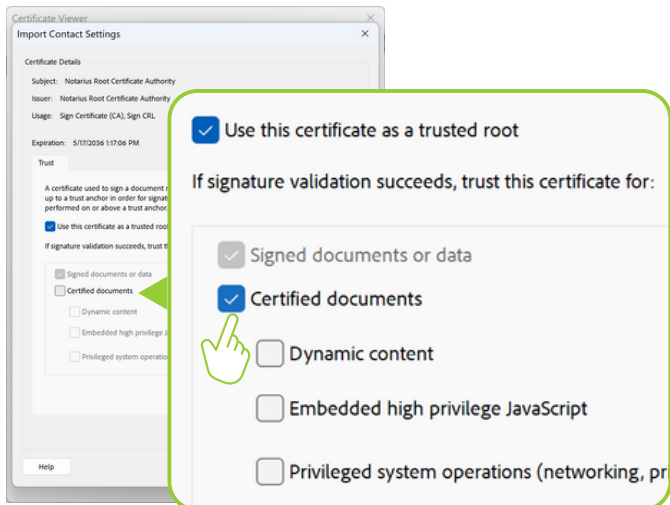 Certificate Viewer
Import Contact Settings
Certificate Details
Subject: Notarius Root Certificate Authority
Issuer: Notarius Root Certificate Authority
Usage: Sign Certificate (CA), Sign CRL
Expiration: 5/17/2036 1:17:06 PM
Trust
A certificate used to sign a document
up to a trust anchor in order for
performed on or above a trust anchor
Use this certificate as a trusted
If signature validation succeeds, trust
Signed documents or data
Certified documents
Dynamic content
Embedded high privilege
Privileged system
Help
Use this certificate as a trusted root
If signature validation succeeds, trust this certificate for:
Signed documents or data
Certified documents
Dynamic content
Embedded high privilege JavaScript
Privileged system operations (networking,